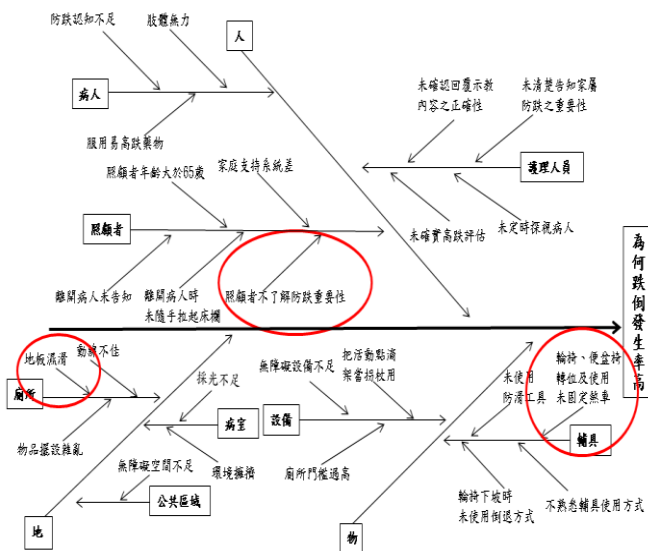 防跌認知不足
肢體無力
人
病人
服用易高跌藥物
未確認回覆示教
內容之正確性
未清楚告知家屬
防跌之重要性
護理人員
未確實高跌評估
未定時探視病人
照顧者年齡大於65歲
家庭支持系統差
照顧者
離開病人未告知
離開病人時
未隨手拉起床欄
照顧者不了解防跌重要性
為何跌倒發生率高
地板濕滑
動線不佳
廁所
物品擺設雜亂
採光不足
病室
環境擁擠
無障礙空間不足
公共區域
地
無障礙設備不足
把活動點滴
架當拐杖用
設備
廁所門檻過高
未使用
防滑工具
輪椅、便盆椅
轉位及使用
未固定煞車
輔具
輪椅下坡時
未使用倒退方式
不熟悉輔具使用方式
物